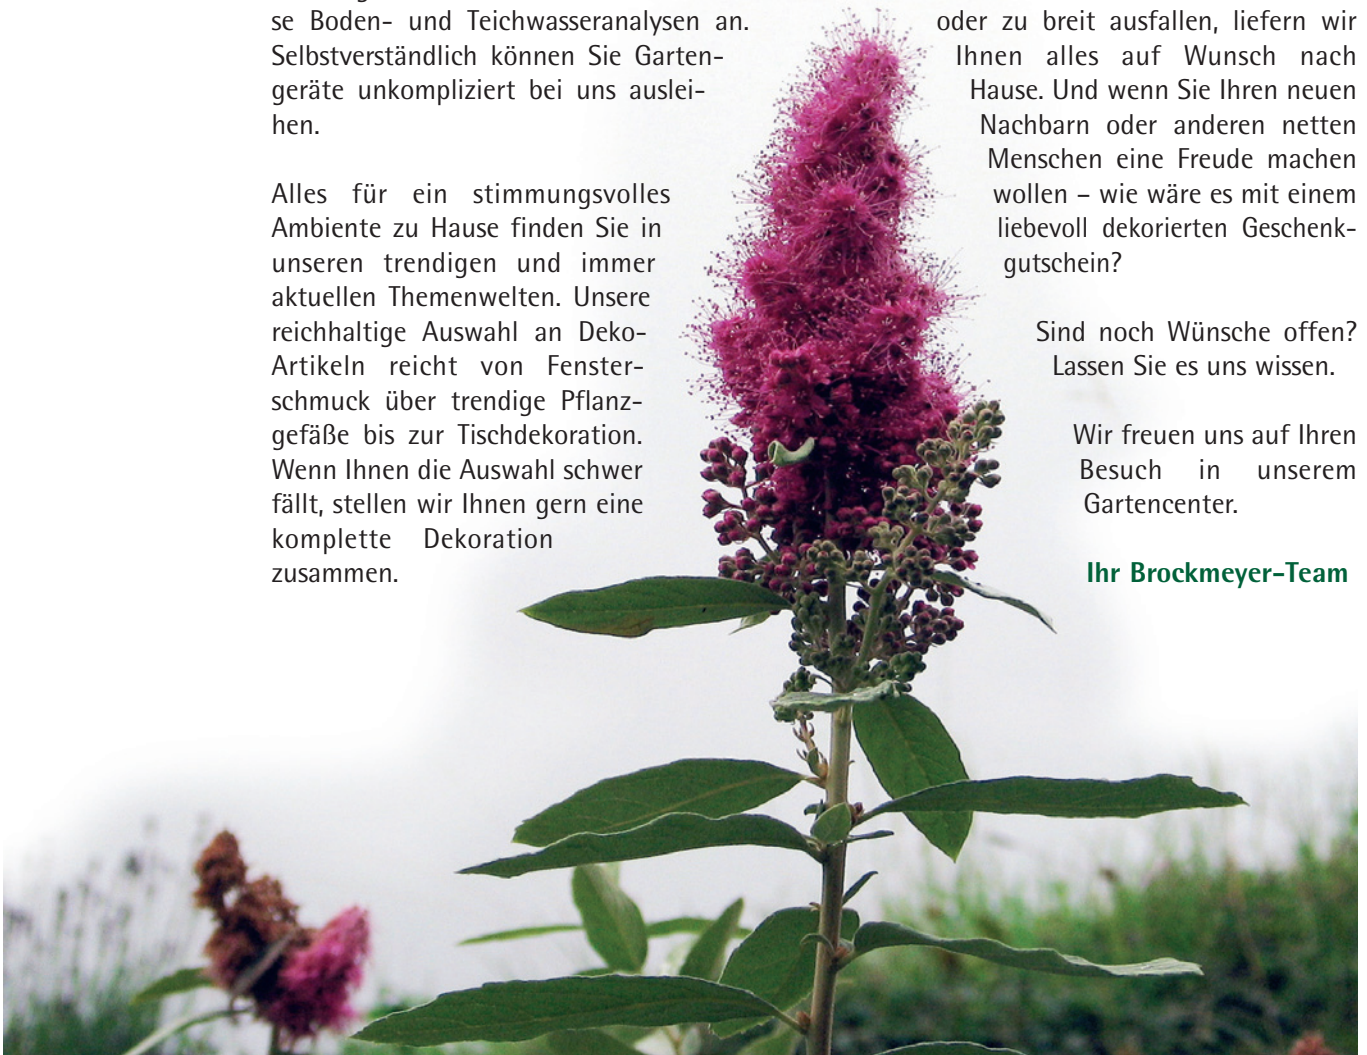 se Boden- und Teichwasseranalysen an.
Selbstverständlich können Sie Garten-
geräte unkompliziert bei uns auslei-
hen.
Alles für ein stimmungsvolles
Ambiente zu Hause finden Sie in
unseren trendigen und immer
aktuellen Themenwelten. Unsere
reichhaltige Auswahl an Deko-
Artikeln reicht von Fenster-
schmuck über trendige Pflanz-
gefäße bis zur Tischdekoration.
Wenn Ihnen die Auswahl schwer
fällt, stellen wir Ihnen gern eine
komplette Dekoration
zusammen.
oder zu breit ausfallen, liefern wir
Ihnen alles auf Wunsch nach
Hause. Und wenn Sie Ihren neuen
Nachbarn oder anderen netten
Menschen eine Freude machen
wollen – wie wäre es mit einem
liebevoll dekorierten Geschenk-
gutschein?
Sind noch Wünsche offen?
Lassen Sie es uns wissen.
Wir freuen uns auf Ihren
Besuch in unserem
Gartencenter.
Ihr Brockmeyer-Team